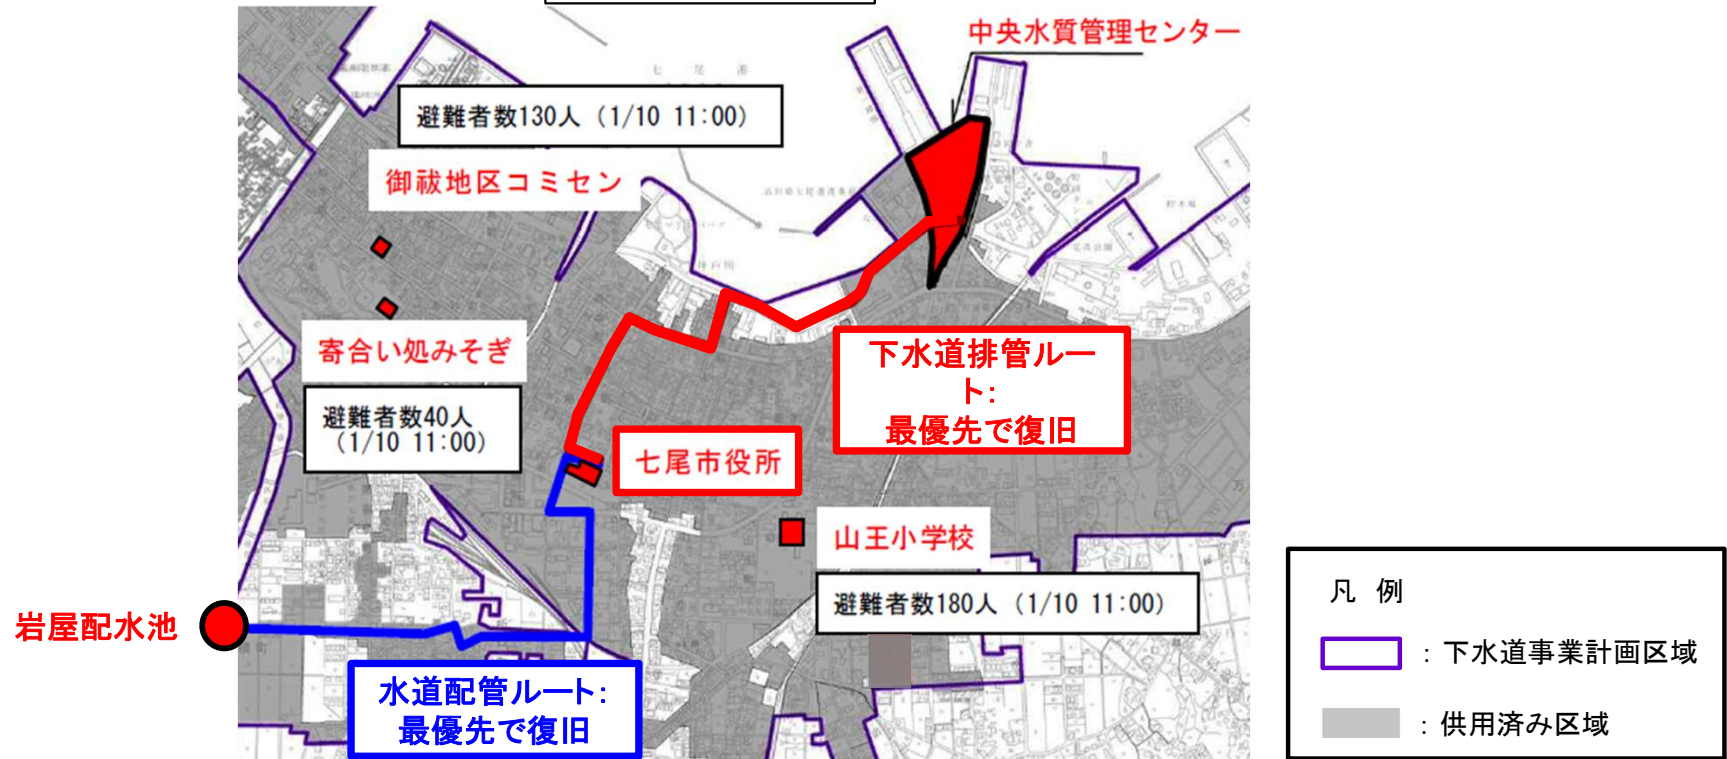 中央水質管理センター
七尾港
避難者数130人（1/10 11:00）
御祓地区コミセン
寄合い処みそぎ
避難者数40人
（1/10 11:00）
下水道排管ルー
ト：
最優先で復旧
七尾市役所
山王小学校
避難者数180人（1/10 11:00）
岩屋配水池
水道配管ルート：
最優先で復旧
凡 例
：下水道事業計画区域
：供用済み区域